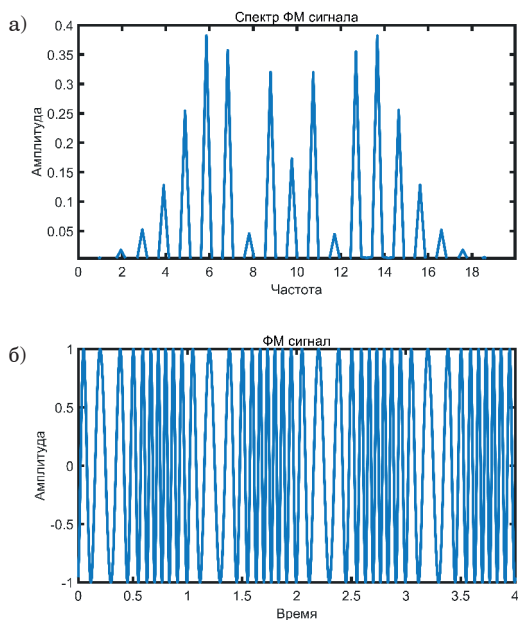 а)
Спектр ФМ сигнала
Амплитуда
0.4
0.35
0.3
0.25
0.2
0.15
0.1
0.05
0 2 4 6 8 10 12 14 16 18
Частота
б)
ФМ сигнал
Амплитуда
1
0.5
0
-0.5
-1
0 0.5 1 1.5 2 2.5 3 3.5 4
Время